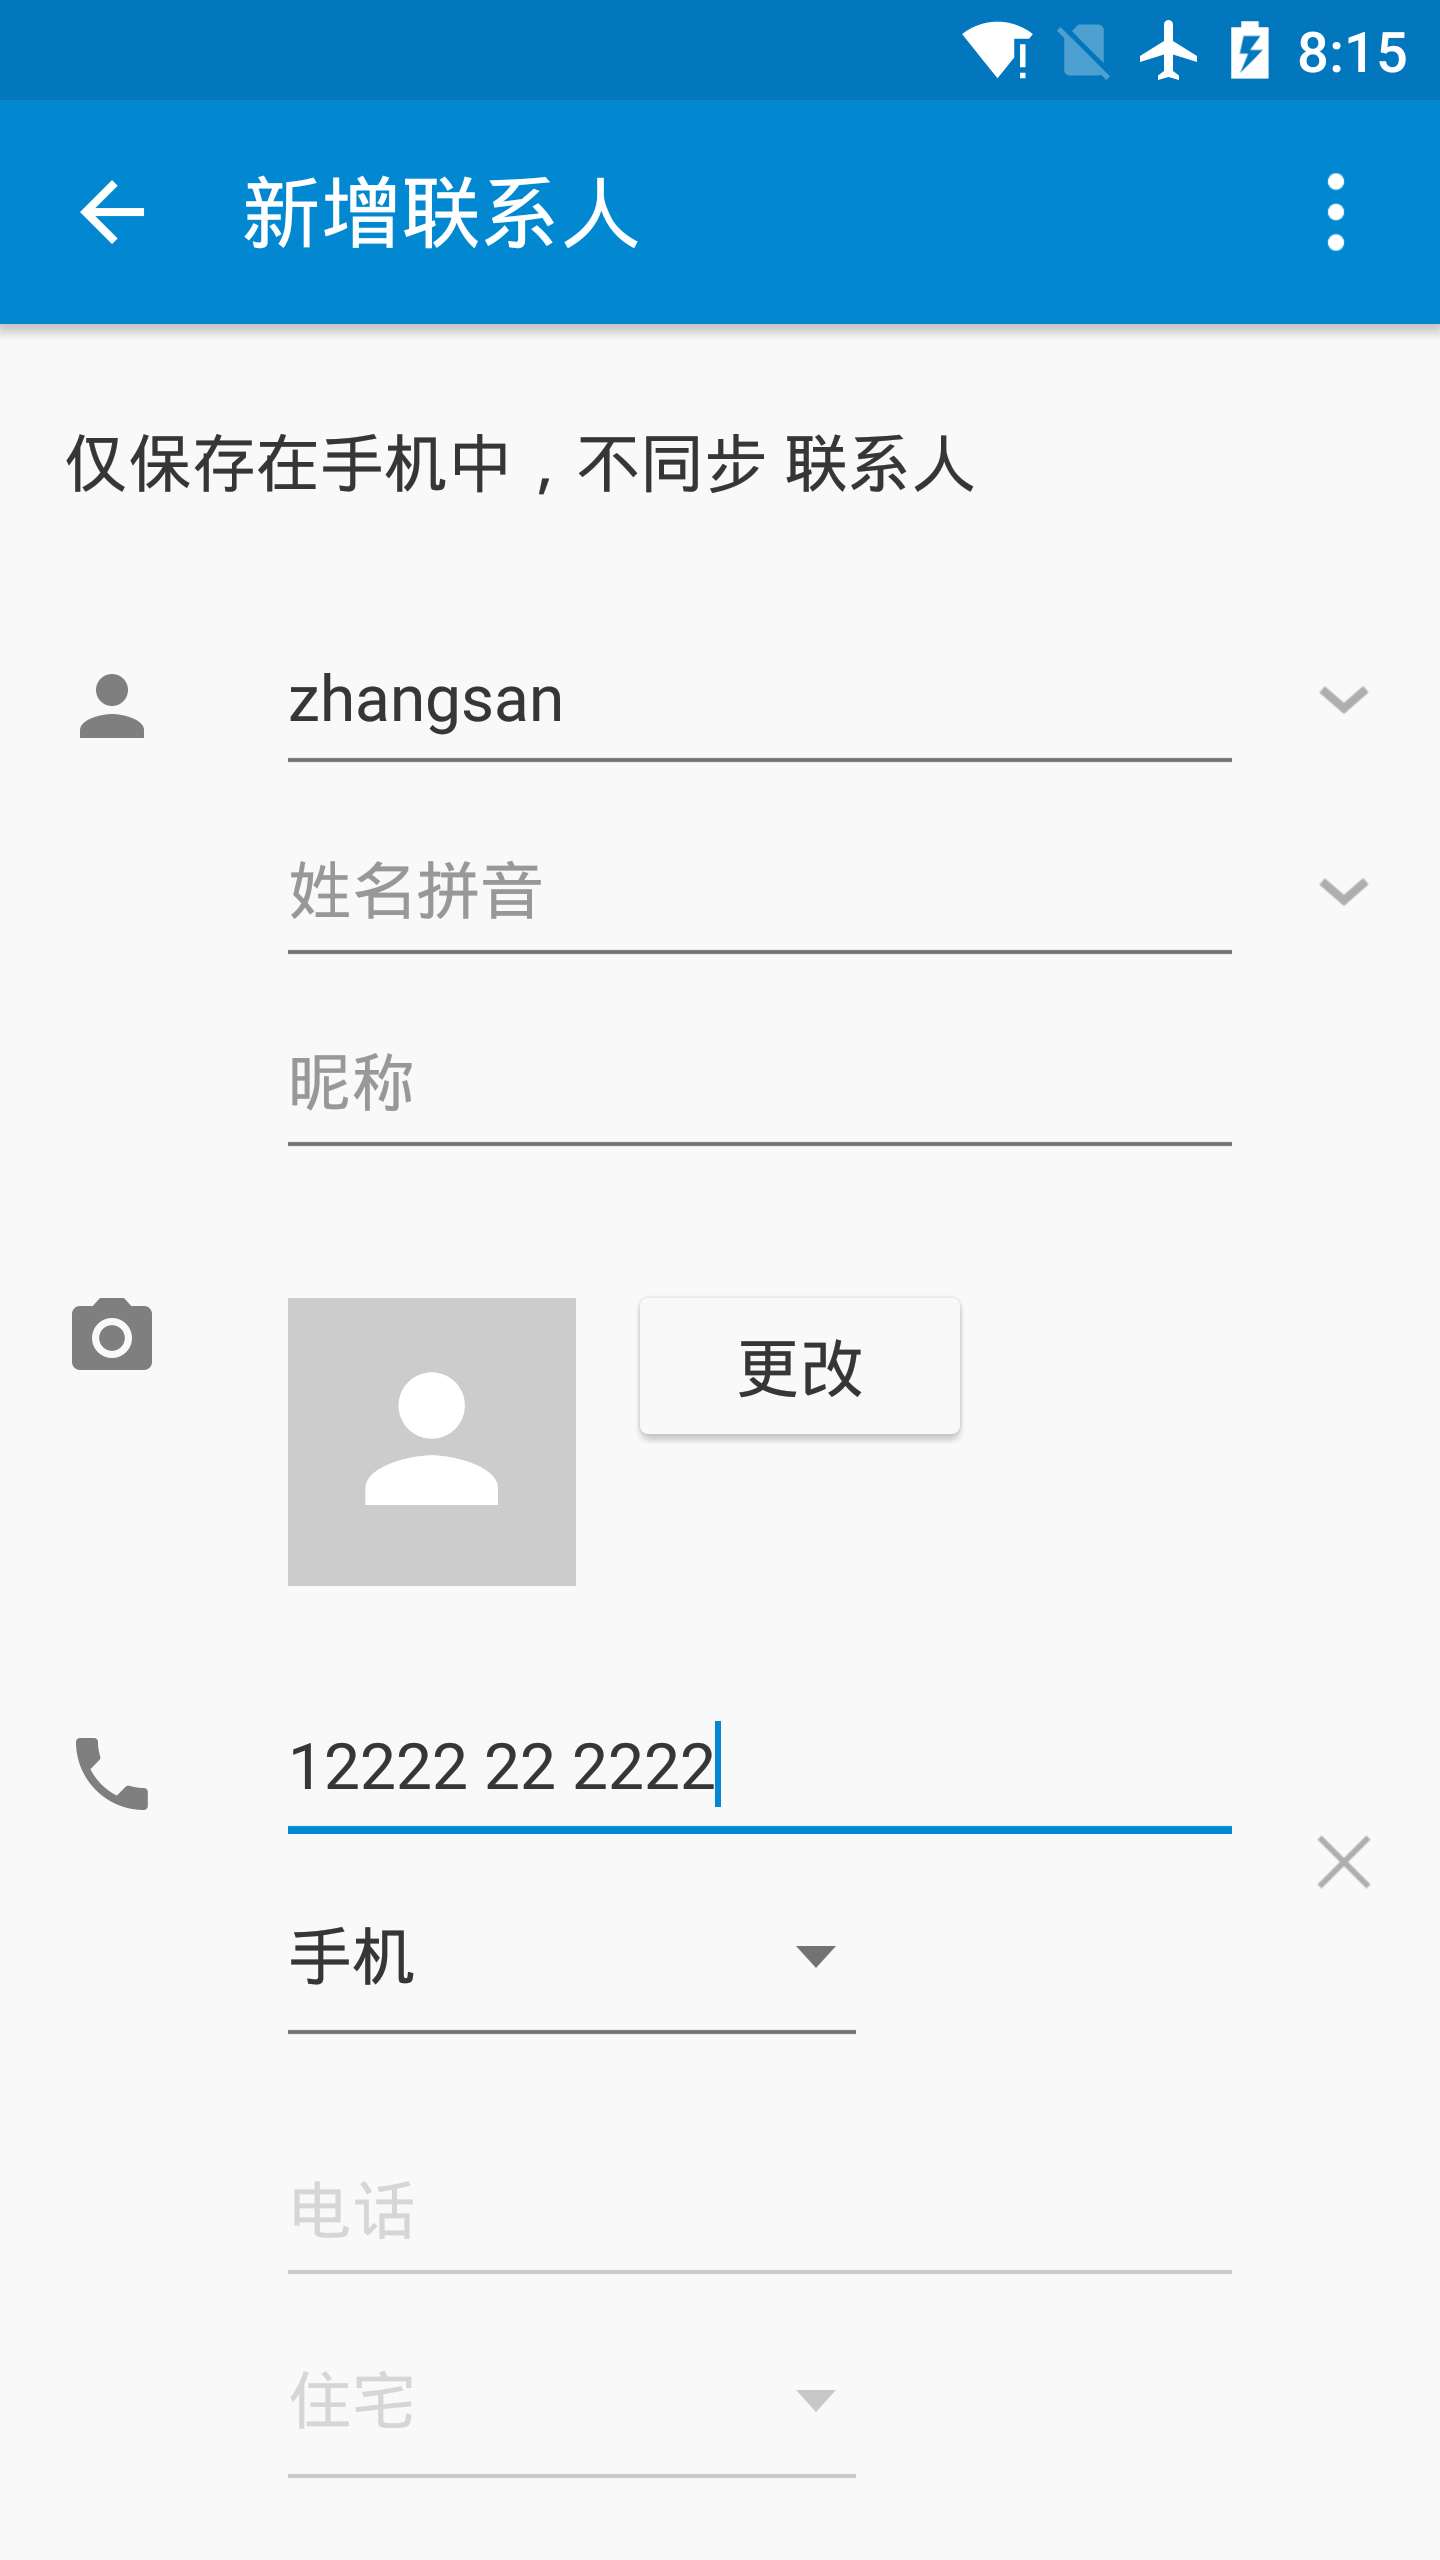 8:15
新增联系人
仅保存在手机中，不同步 联系人
zhangsan
姓名拼音
昵称
更改
12222 22 2222
手机
电话
住宅